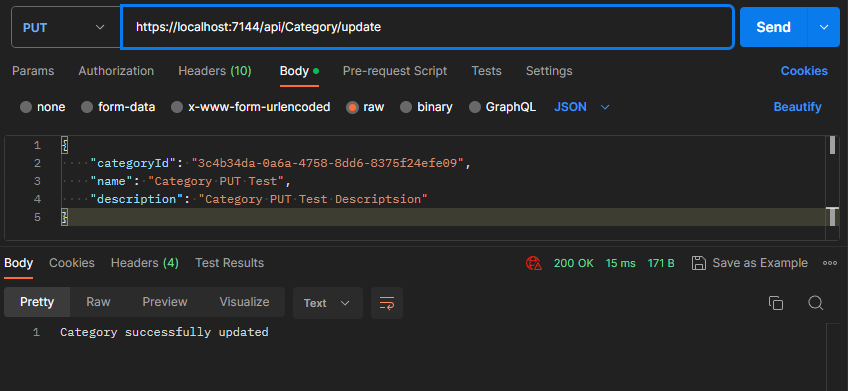 PUT https://localhost:7144/api/Category/update Send
Params Authorization Headers (10) Body Pre-request Script Tests Settings Cookies
none form-data x-www-form-urlencoded raw binary GraphQL JSON Beautify
1 {
2 "categoryId": "3c4b34da-0a6a-4758-8dd6-8375f24efe09",
3 "name": "Category PUT Test",
4 "description": "Category PUT Test Descriptsion"
5 }
Body Cookies Headers (4) Test Results 200 OK 15 ms 171 B Save as Example
Pretty Raw Preview Visualize Text
1 Category successfully updated